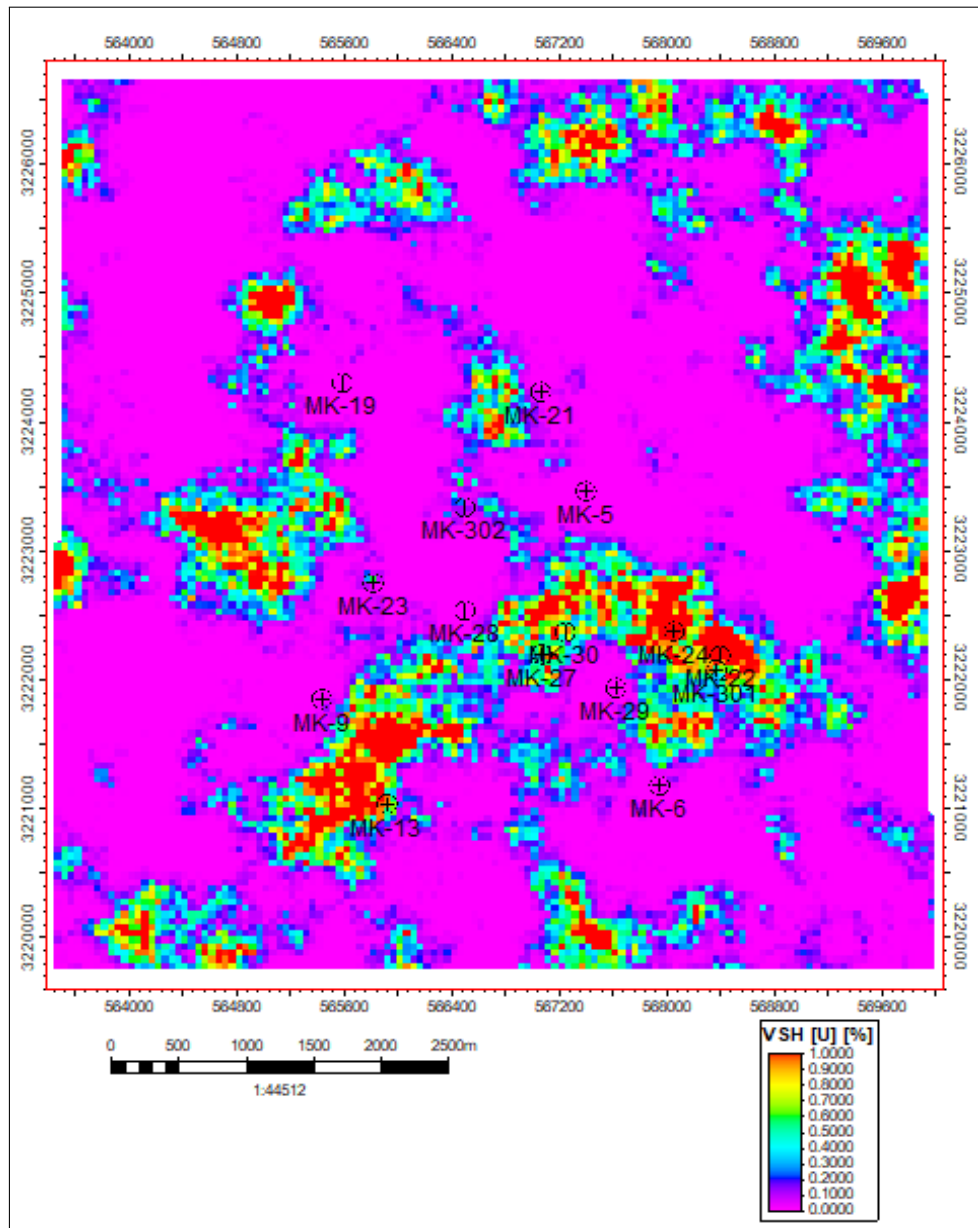 564000 564800 565600 566400 567200 568000 568800 569600
3226000 3226000
3225000 3225000
3224000 3224000
3223000 3223000
3222000 3222000
3221000 3221000
3220000 3220000
MK-19
MK-21
MK-302
MK-5
MK-23
MK-28
MK-30
MK-24
MK-27
MK-22
MK-29
MK-301
MK-9
MK-6
MK-13
564000 564800 565600 566400 567200 568000 568800 569600
0 500 1000 1500 2000 2500m
1:44512
VSH [U] [%]
1.0000
0.9000
0.8000
0.7000
0.6000
0.5000
0.4000
0.3000
0.2000
0.1000
0.0000